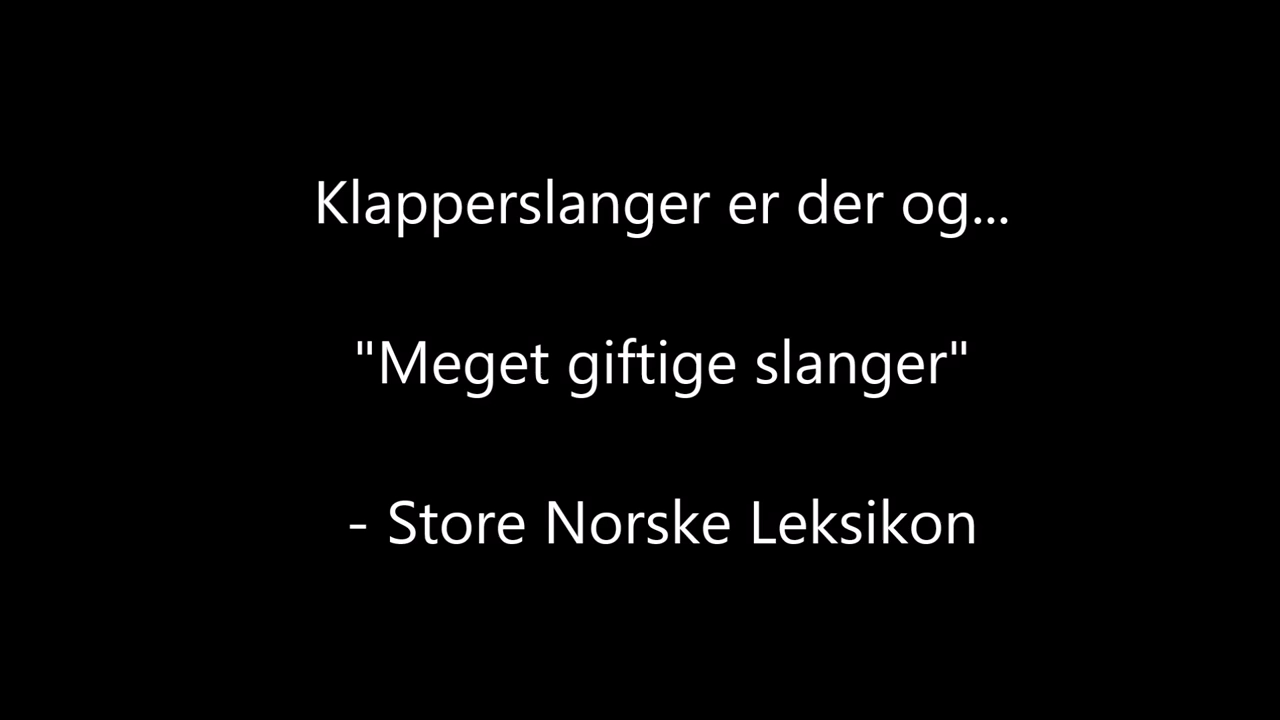 Klapperslanger er der og...
"Meget giftige slanger"
- Store Norske Leksikon